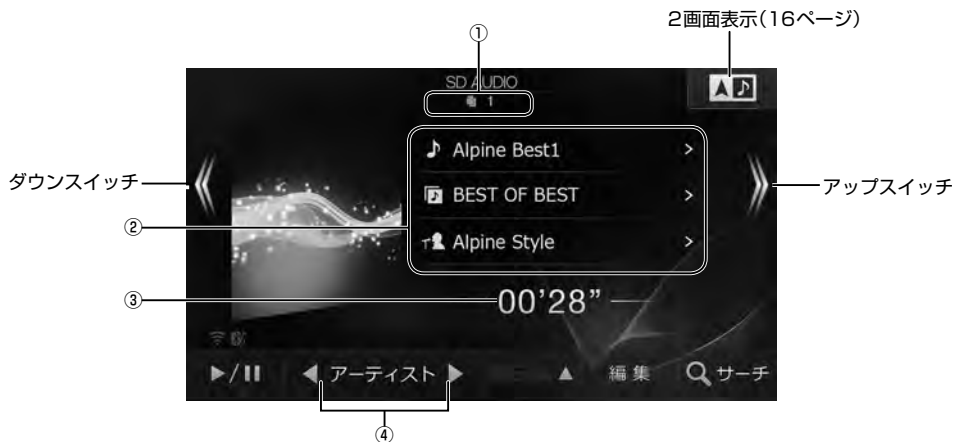 2画面表示(16ページ)
①
SD AUDIO
1
Alpine Best1 >
ダウンスイッチ
アップスイッチ
BEST OF BEST >
②
Alpine Style >
③
00’28”
►/II ◀ アーティスト ▶ ▲ 編集 サーチ
④